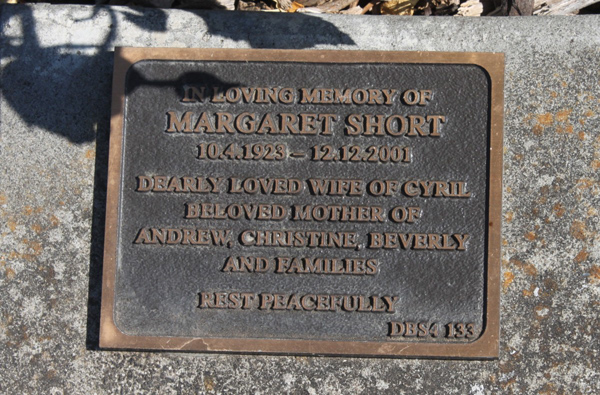 IN LOVING MEMORY OF
MARGARET SHORT
10.4.1923 – 12.12.2001
DEARLY LOVED WIFE OF CYRIL
BELOVED MOTHER OF
ANDREW, CHRISTINE, BEVERLY
AND FAMILIES
REST PEACEFULLY
DBS4 133